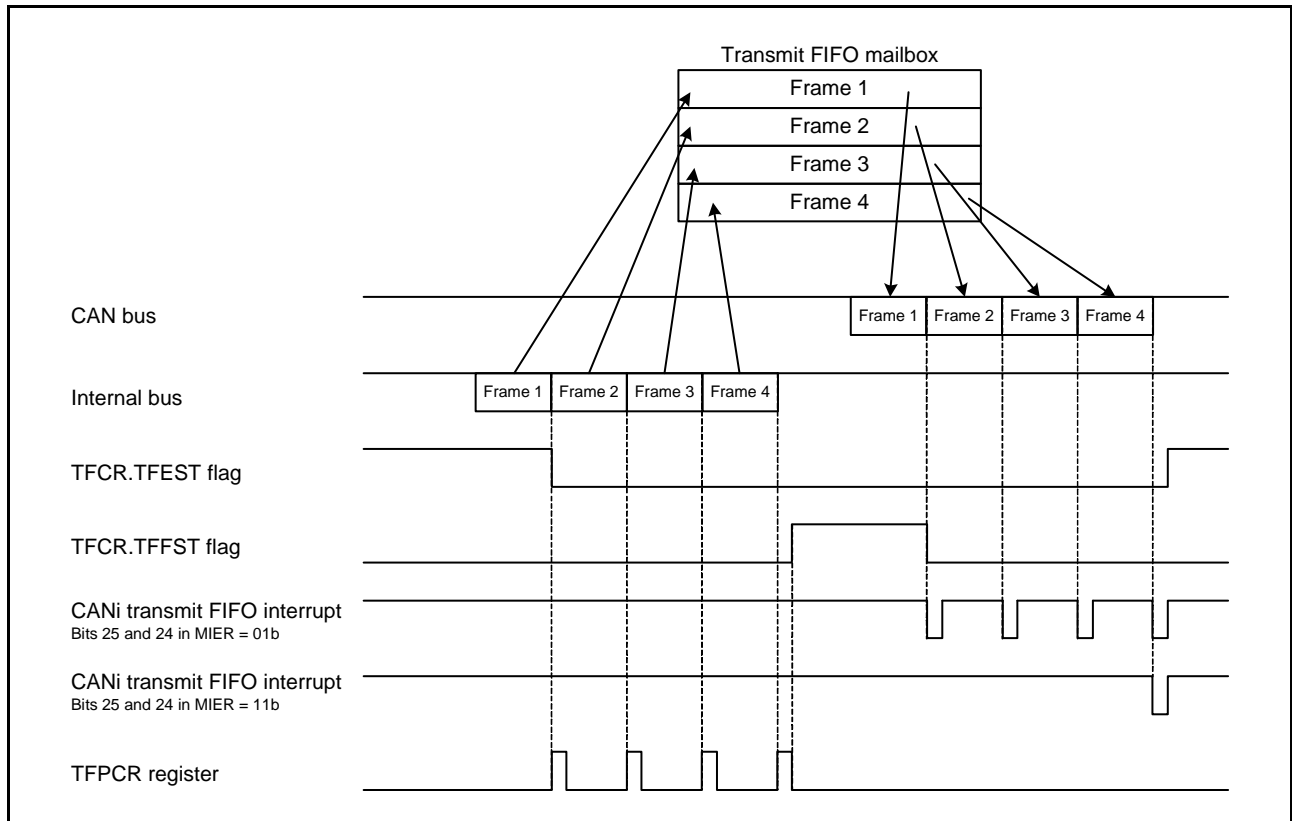 Transmit FIFO mailbox
Frame 1
Frame 2
Frame 3
Frame 4
CAN bus
Frame 1 Frame 2 Frame 3 Frame 4
Internal bus
Frame 1 Frame 2 Frame 3 Frame 4
TFCR.TFEST flag
TFCR.TFFST flag
CANi transmit FIFO interrupt
Bits 25 and 24 in MIER = 01b
CANi transmit FIFO interrupt
Bits 25 and 24 in MIER = 11b
TFPCR register